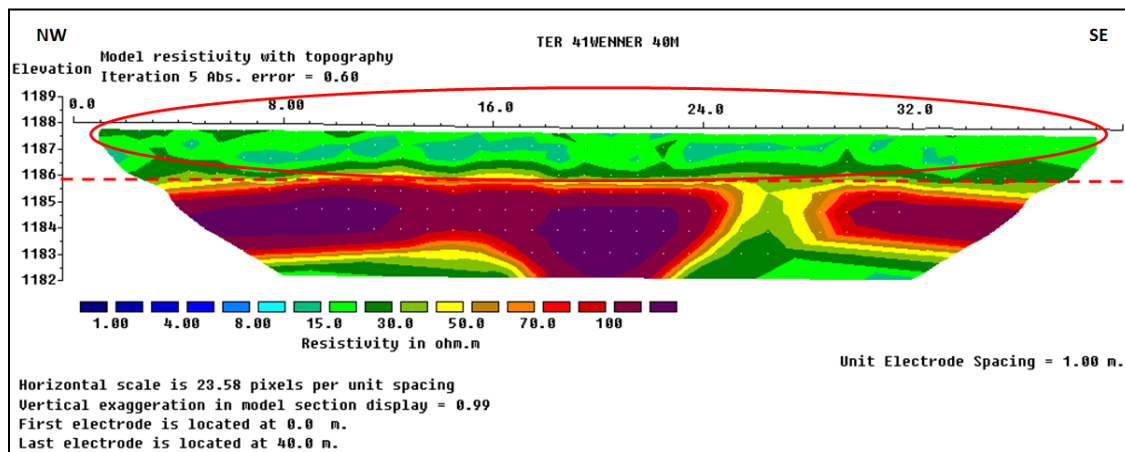 NW
SE
TER 41WENNER 40M
Model resistivity with topography
Elevation
Iteration 5 Abs. error = 0.60
0.0 8.00 16.0 24.0 32.0
1189
1188
1187
1186
1185
1184
1183
1182
1.00 4.00 8.00 15.0 30.0 50.0 70.0 100
Resistivity in ohm.m
Unit Electrode Spacing = 1.00 m.
Horizontal scale is 23.58 pixels per unit spacing
Vertical exaggeration in model section display = 0.99
First electrode is located at 0.0 m.
Last electrode is located at 40.0 m.